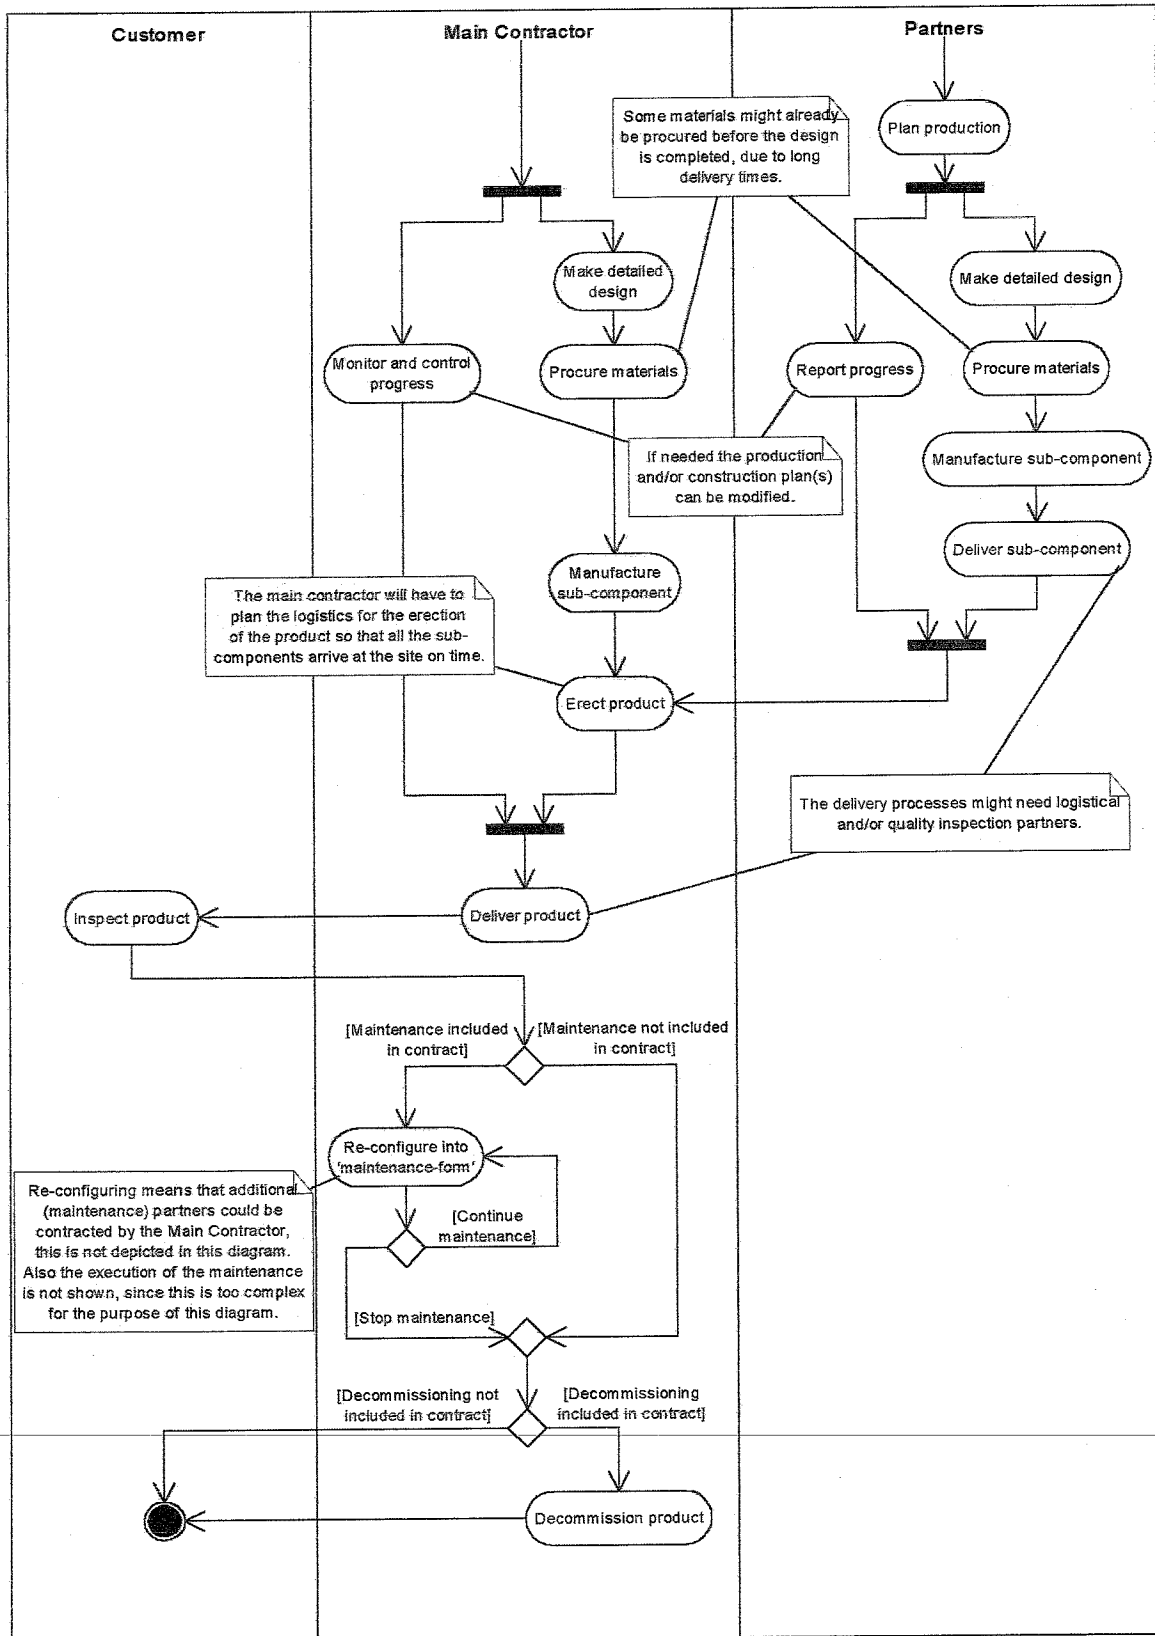 Customer
Main Contractor
Partners
Some materials might already
be procured before the design
is completed, due to long
delivery times.
Plan production
Make detailed
design
Make detailed design
Monitor and control
progress
Procure materials
Report progress
Procure materials
If needed the production
and/or construction plan(s)
can be modified.
Manufacture sub-component
Deliver sub-component
Manufacture
sub-component
The main contractor will have to
plan the logistics for the erection
of the product so that all the sub-
components arrive at the site on time.
Erect product
The delivery processes might need logistical
and/or quality inspection partners.
Inspect product
Deliver product
[Maintenance included
in contract]
[Maintenance not included
in contract]
Re-configure into
'maintenance-form'
Re-configuring means that additional
(maintenance) partners could be
contracted by the Main Contractor,
this is not depicted in this diagram.
Also the execution of the maintenance
is not shown, since this is too complex
for the purpose of this diagram.
[Continue
maintenance]
[Stop maintenance]
[Decommissioning not
included in contract]
[Decommissioning
included in contract]
Decommission product